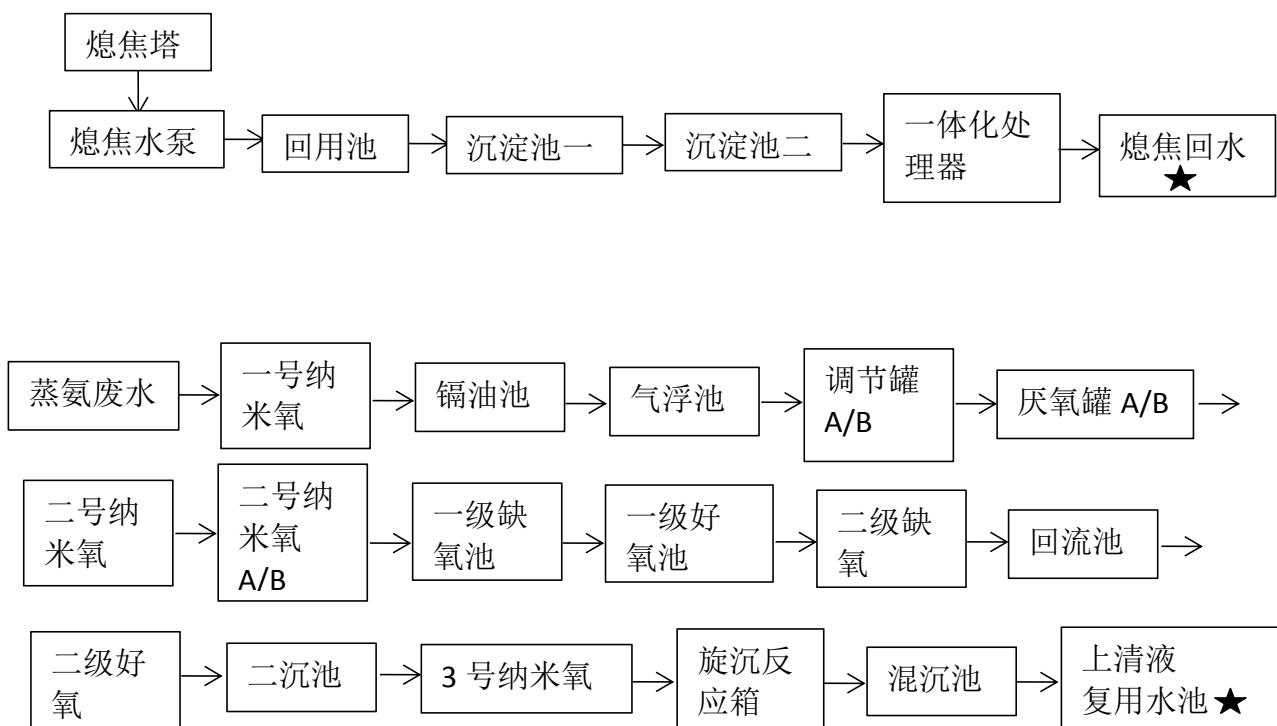 熄焦塔
熄焦水泵
回用池
沉淀池一
沉淀池二
一体化处
理器
熄焦回水
★
蒸氨废水
一号纳
米氧
镉油池
气浮池
调节罐
A/B
厌氧罐 A/B
二号纳
米氧
二号纳
米氧
A/B
一级缺
氧池
一级好
氧池
二级缺
氧
回流池
二级好
氧
二沉池
3 号纳米氧
旋沉反
应箱
混沉池
上清液
复用水池★